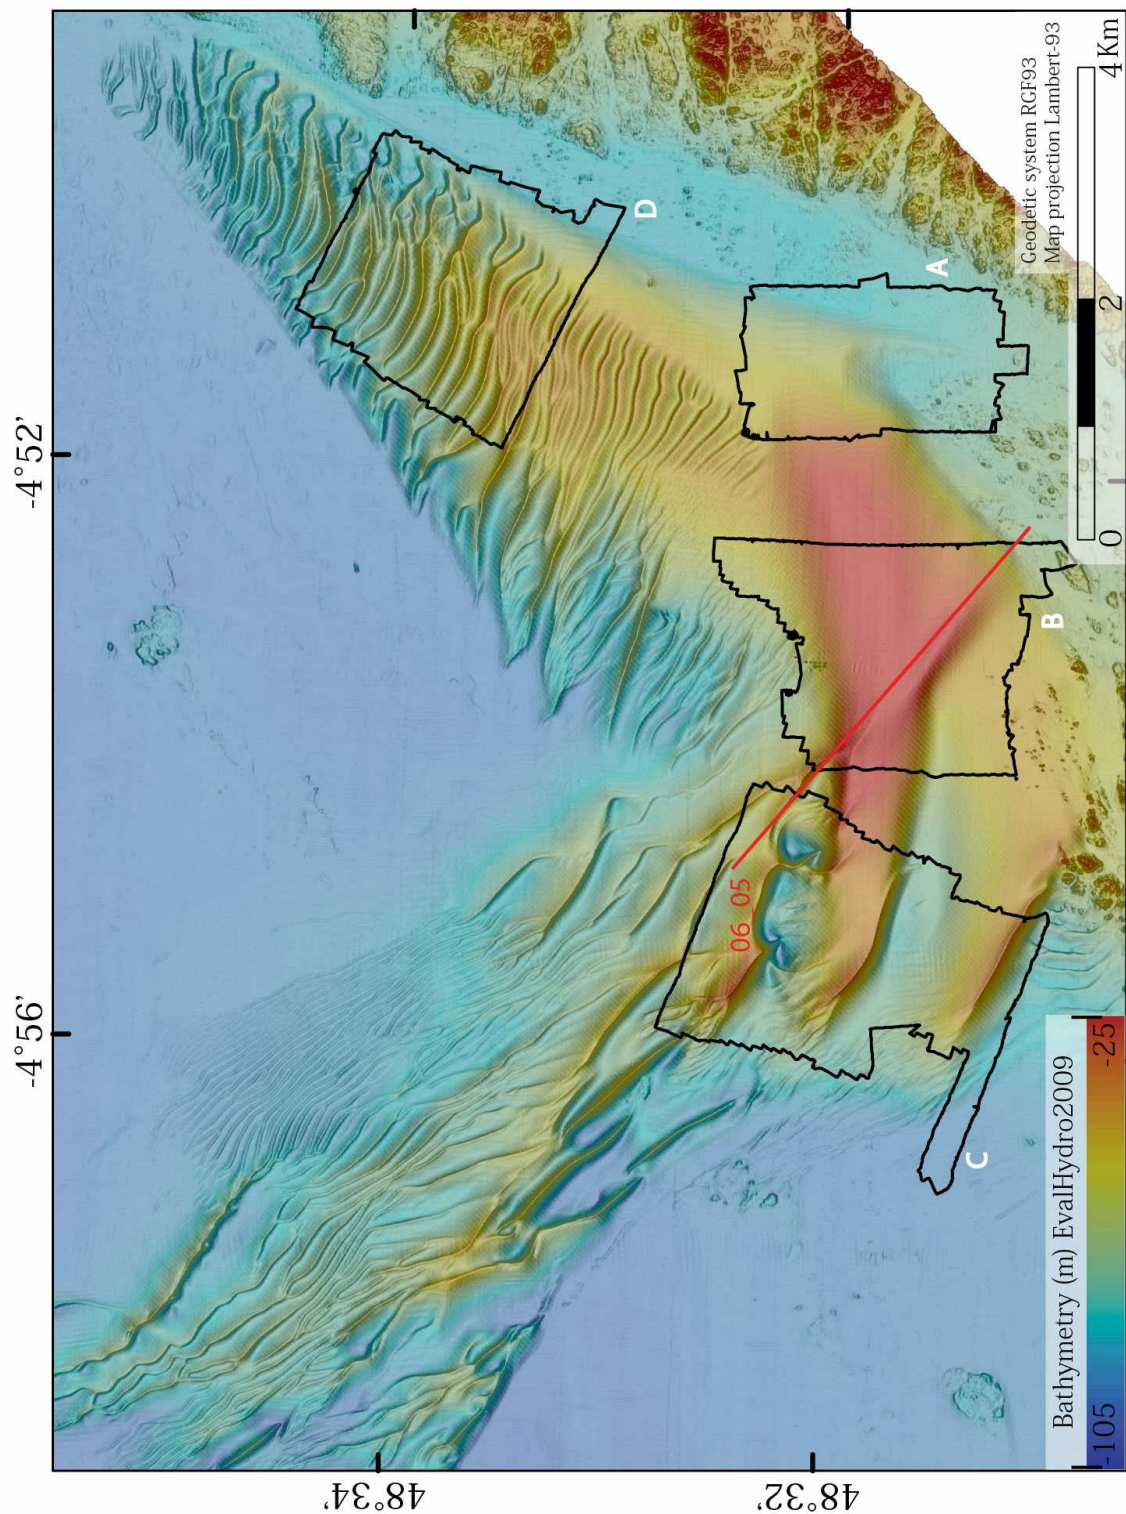 -4°56'
-4°52'
48°34'
48°32'
06_05
D
A
B
C
Bathymetry (m) EvalHydro2009
-105
-25
Geodetic system RGF93
Map projection Lambert-93
0
2
4 Km